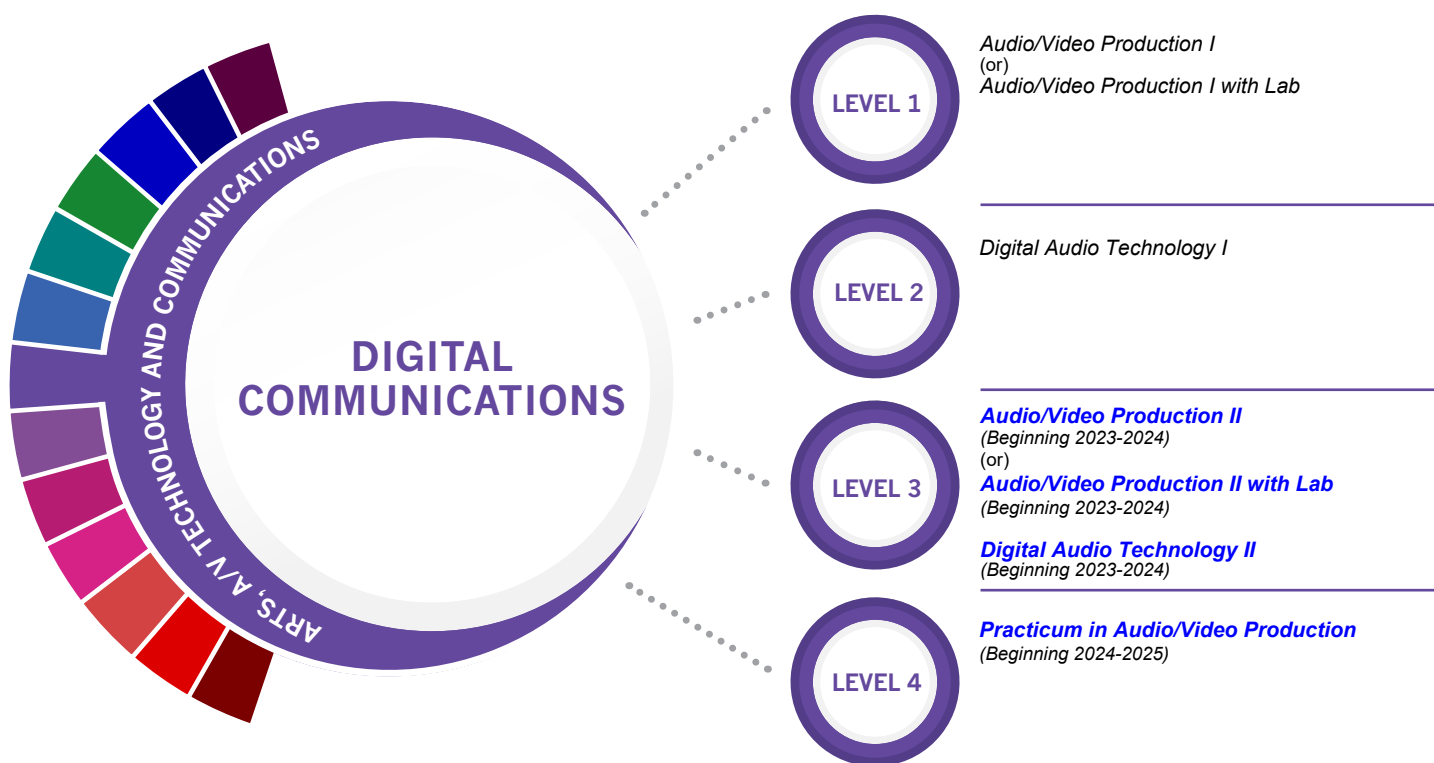 ARTS, A/V TECHNOLOGY AND COMMUNICATIONS
DIGITAL
COMMUNICATIONS
LEVEL 1
Audio/Video Production I
(or)
Audio/Video Production I with Lab
LEVEL 2
Digital Audio Technology I
LEVEL 3
Audio/Video Production II
(Beginning 2023-2024)
(or)
Audio/Video Production II with Lab
(Beginning 2023-2024)
Digital Audio Technology II
(Beginning 2023-2024)
LEVEL 4
Practicum in Audio/Video Production
(Beginning 2024-2025)